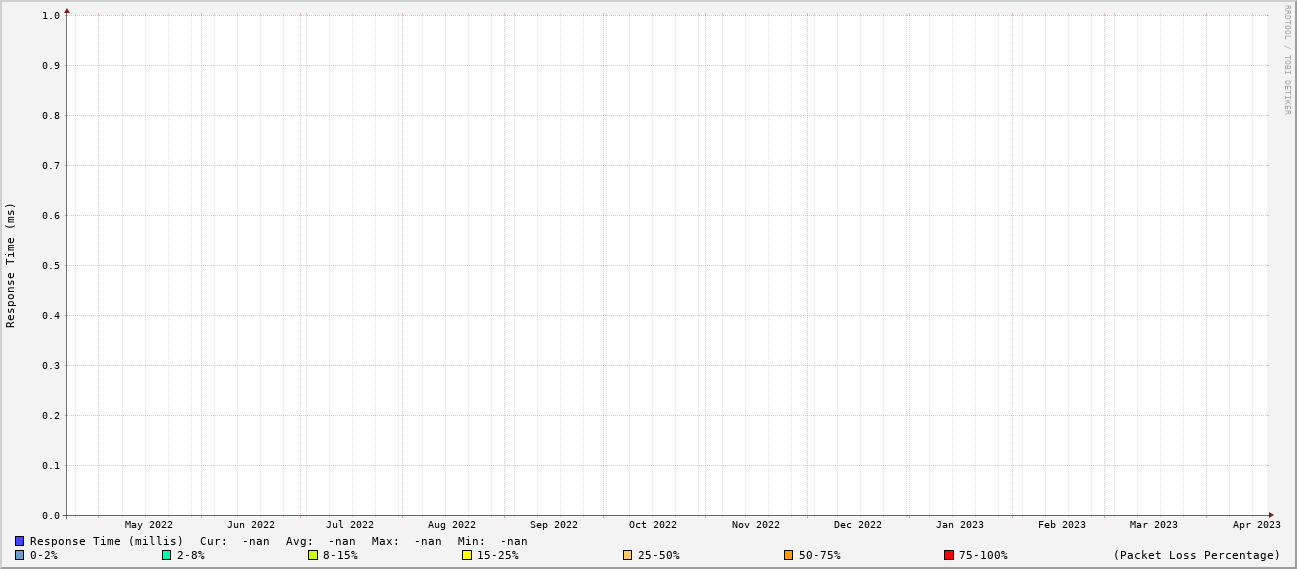 1.0
0.9
0.8
0.7
0.6
0.5
0.4
0.3
0.2
0.1
0.0
Response Time (ms)
RRDTOOL / TOBI OETIKER
May 2022 Jun 2022 Jul 2022 Aug 2022 Sep 2022 Oct 2022 Nov 2022 Dec 2022 Jan 2023 Feb 2023 Mar 2023 Apr 2023
Response Time (millis) Cur: -nan Avg: -nan Max: -nan Min: -nan
0-2% 2-8% 8-15% 15-25% 25-50% 50-75% 75-100% (Packet Loss Percentage)